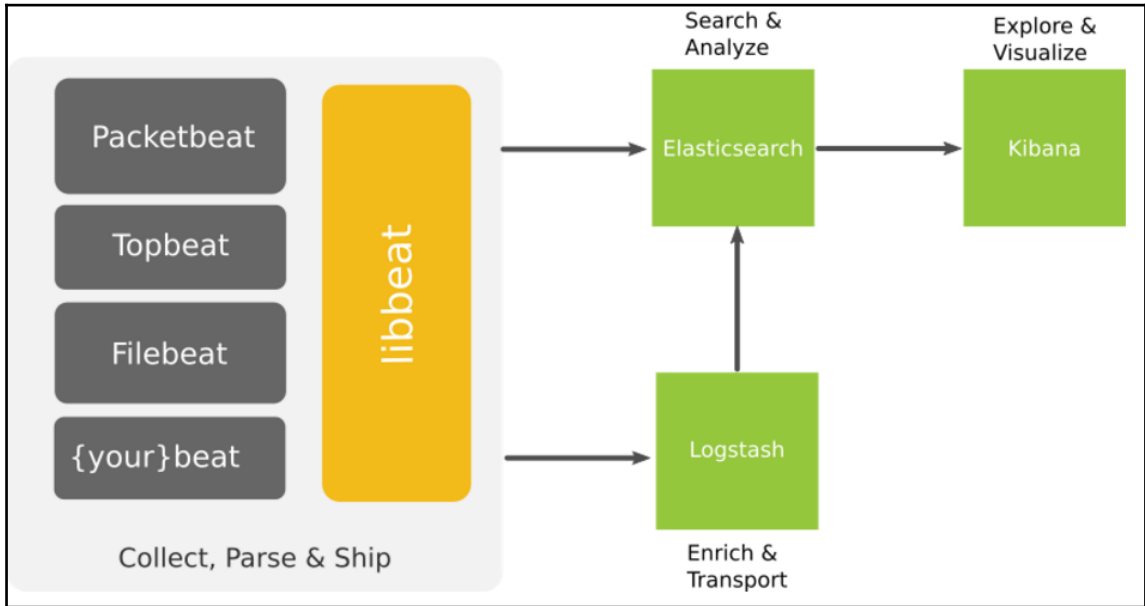 Packetbeat
Topbeat
Filebeat
{your}beat
libbeat
Collect, Parse & Ship
Search &
Analyze
Elasticsearch
Explore &
Visualize
Kibana
Logstash
Enrich &
Transport